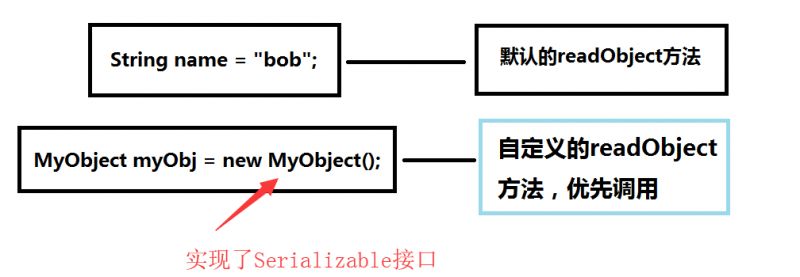 String name = "bob";
默认的readObject方法
MyObject myObj = new MyObject();
自定义的readObject
方法，优先调用
实现了Serializable接口